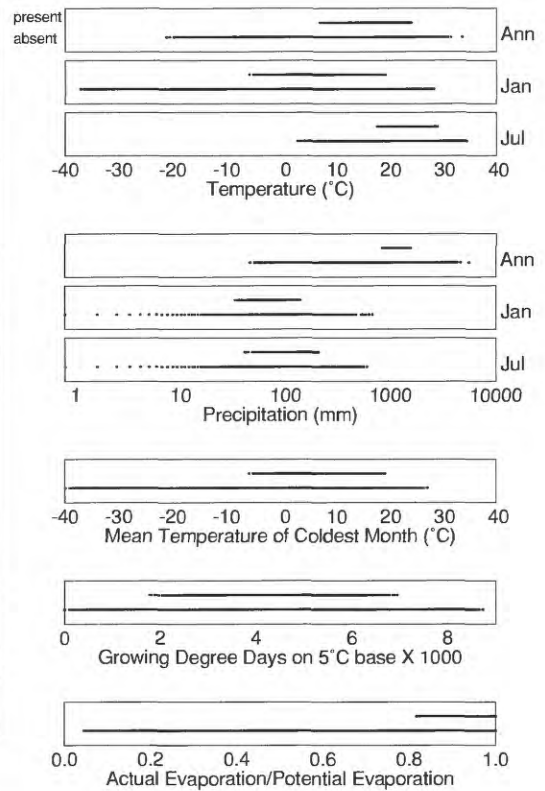 present
absent
Ann
Jan
Jul
-40 -30 -20 -10 0 10 20 30 40
Temperature (˚C)
Ann
Jan
Jul
1 10 100 1000 10000
Precipitation (mm)
-40 -30 -20 -10 0 10 20 30 40
Mean Temperature of Coldest Month (˚C)
0 2 4 6 8
Growing Degree Days on 5˚C base X 1000
0.0 0.2 0.4 0.6 0.8 1.0
Actual Evaporation/Potential Evaporation